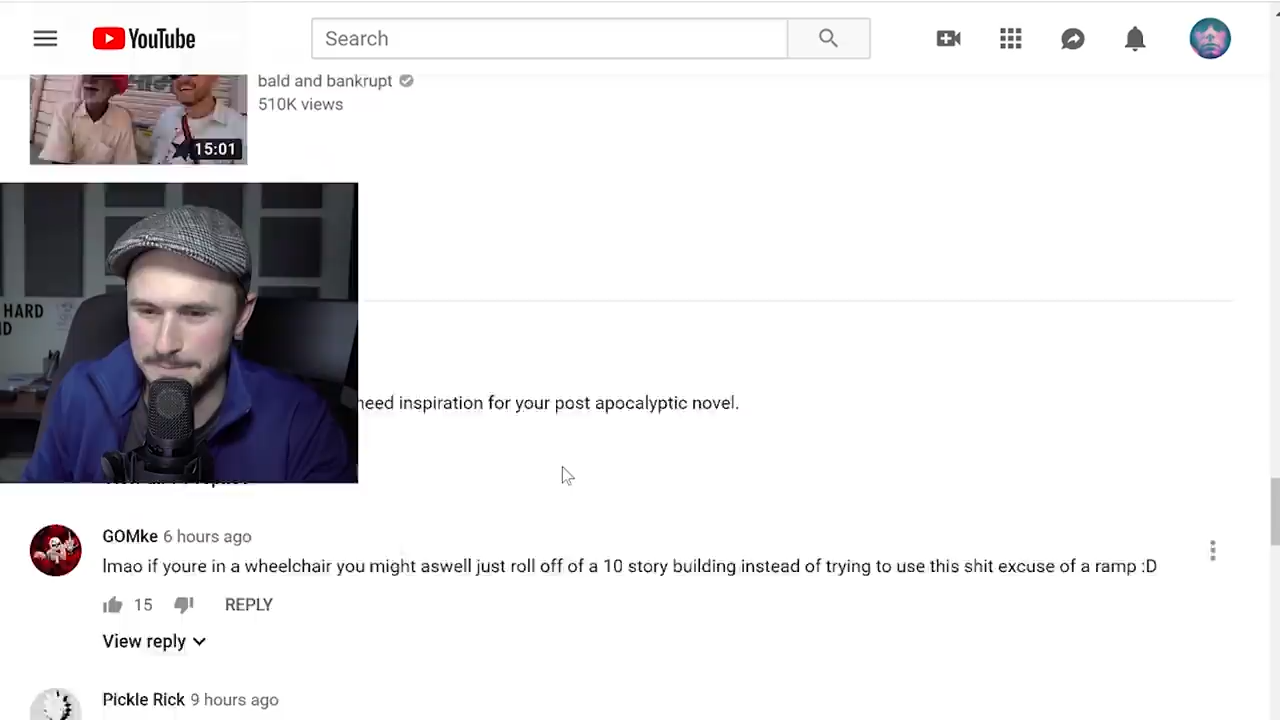 YouTube
Search
bald and bankrupt
510K views
15:01
HARD
need inspiration for your post apocalyptic novel.
GOMke 6 hours ago
lmao if youre in a wheelchair you might aswell just roll off of a 10 story building instead of trying to use this shit excuse of a ramp :D
15
REPLY
View reply
Pickle Rick 9 hours ago